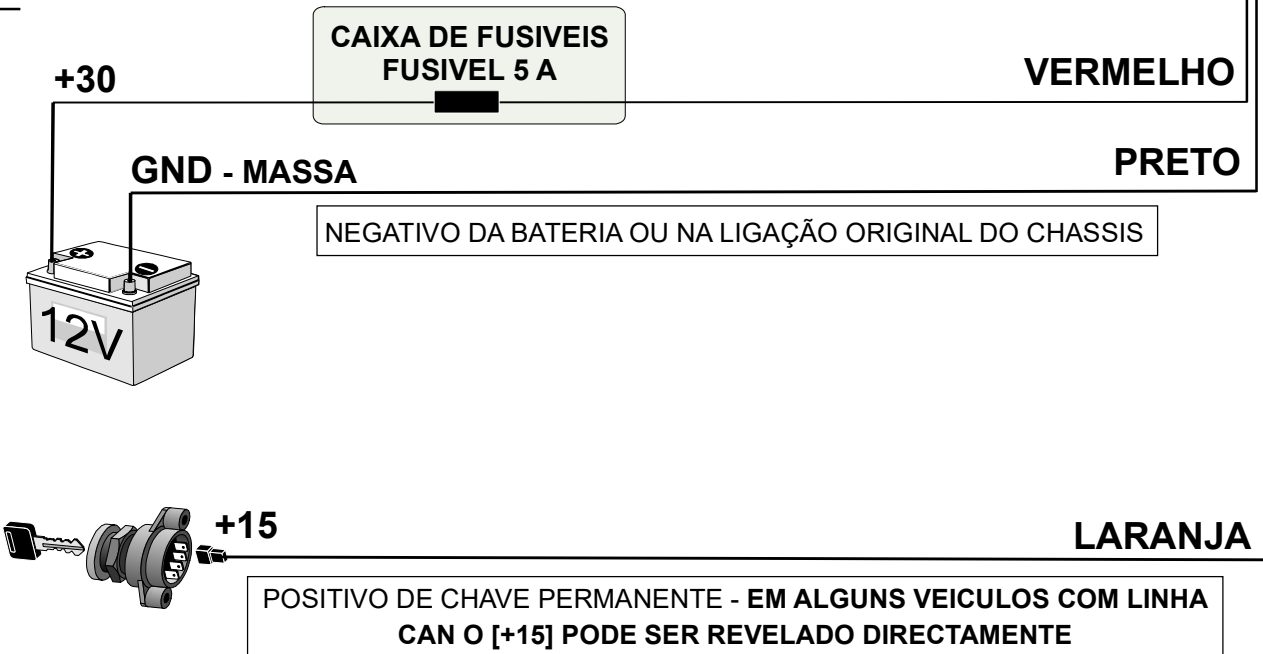 CAIXA DE FUSIVEIS
FUSIVEL 5 A
+30
VERMELHO
GND - MASSA
PRETO
NEGATIVO DA BATERIA OU NA LIGAÇÃO ORIGINAL DO CHASSIS
12V
+15
LARANJA
POSITIVO DE CHAVE PERMANENTE - EM ALGUNS VEICULOS COM LINHA
CAN O [+15] PODE SER REVELADO DIRECTAMENTE